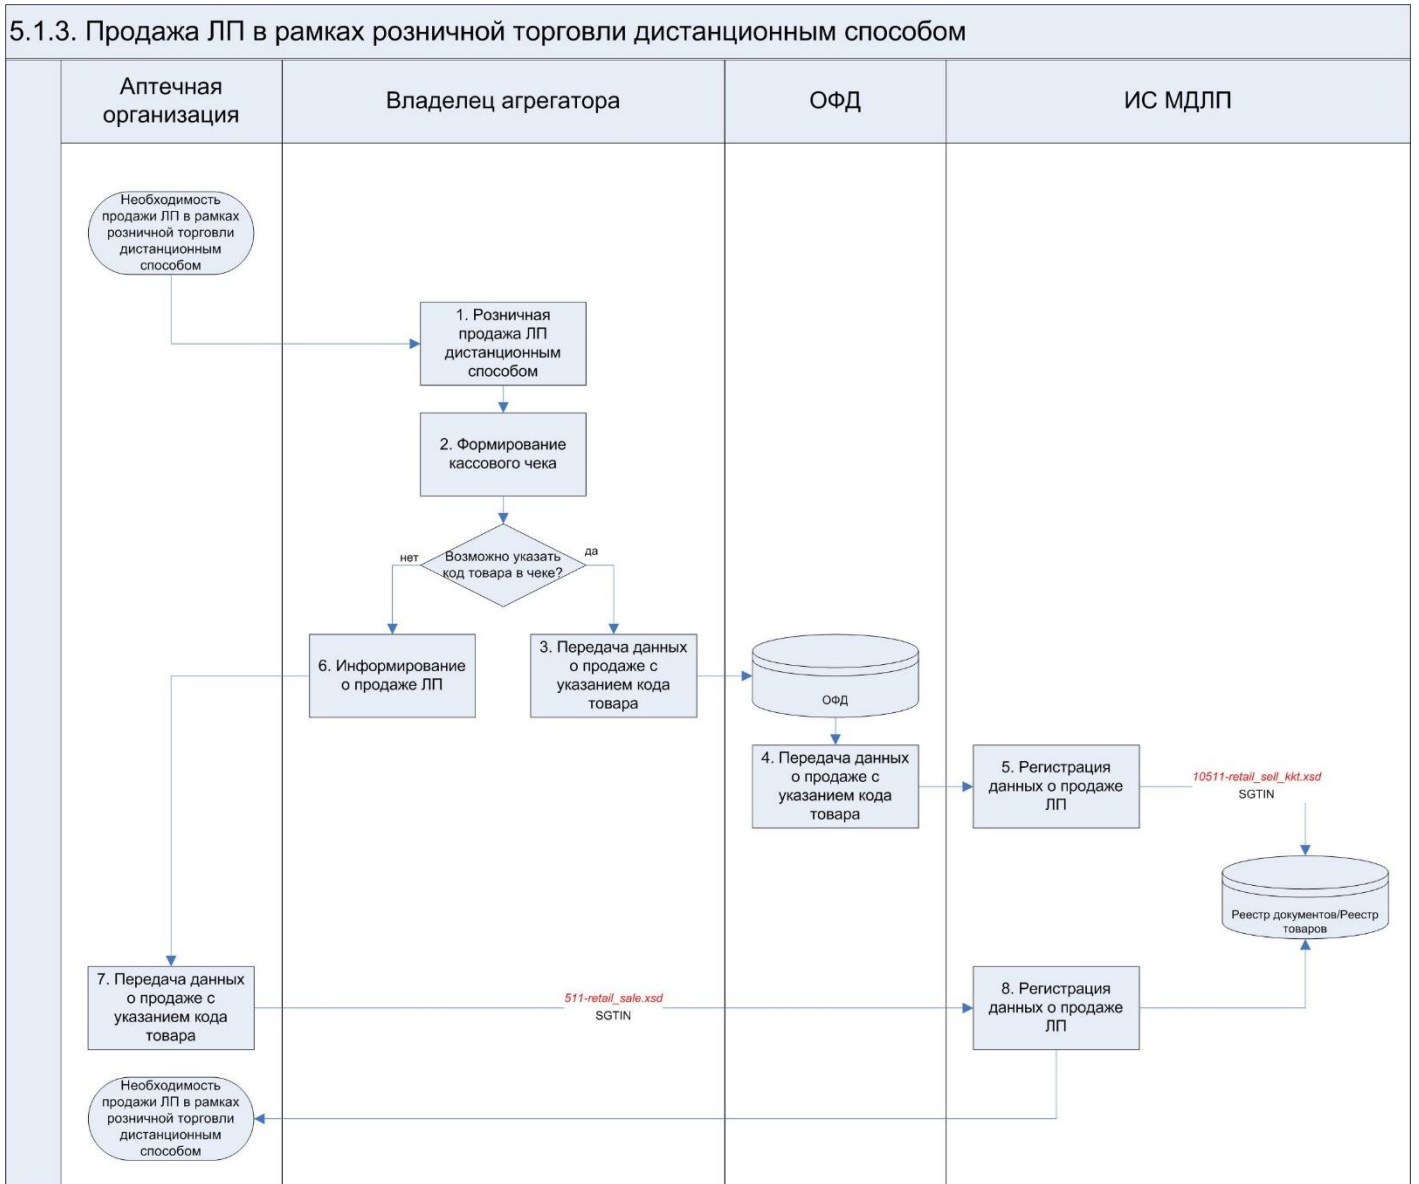 5.1.3. Продажа ЛП в рамках розничной торговли дистанционным способом
Аптечная
организация
Владелец агрегатора
ОФД
ИС МДЛП
Необходимость
продажи ЛП в рамках
розничной торговли
дистанционным
способом
1. Розничная
продажа ЛП
дистанционным
способом
2. Формирование
кассового чека
Возможно указать
код товара в чеке?
нет
да
6. Информирование
о продаже ЛП
3. Передача данных
о продаже с
указанием кода
товара
ОФД
4. Передача данных
о продаже с
указанием кода
товара
5. Регистрация
данных о продаже
ЛП
10511-retail_sell_kkt.xsd
SGTIN
Реестр документов/Реестр
товаров
7. Передача данных
о продаже с
указанием кода
товара
511-retail_sale.xsd
SGTIN
8. Регистрация
данных о продаже
ЛП
Необходимость
продажи ЛП в рамках
розничной торговли
дистанционным
способом